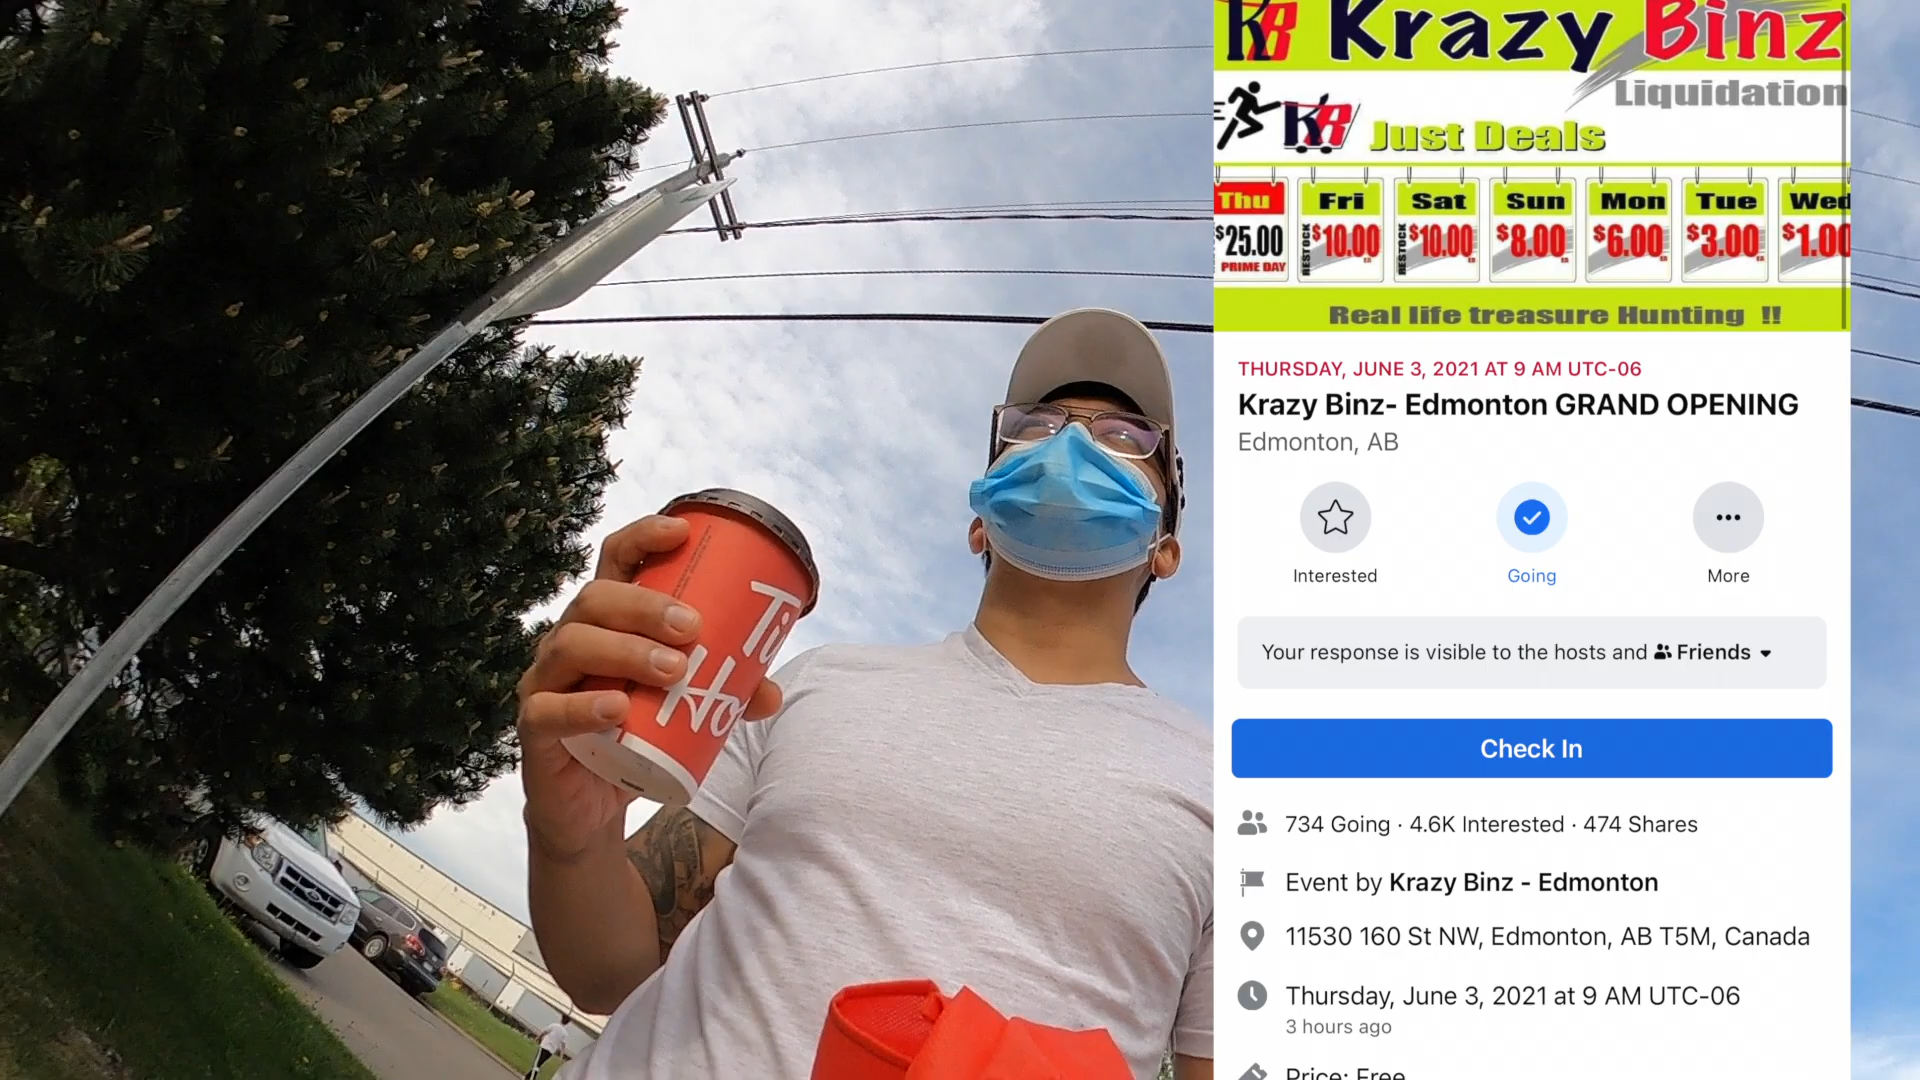 Ti
Ho
KB Krazy Binz
Liquidation
KB Just Deals
Thu Fri Sat Sun Mon Tue Wed
$25.00 RESTOCK $10.00 RESTOCK $10.00 $8.00 $6.00 $3.00 $1.00
PRIME DAY
Real life treasure Hunting !!
THURSDAY, JUNE 3, 2021 AT 9 AM UTC-06
Krazy Binz- Edmonton GRAND OPENING
Edmonton, AB
Interested Going More
Your response is visible to the hosts and Friends
Check In
734 Going · 4.6K Interested · 474 Shares
Event by Krazy Binz - Edmonton
11530 160 St NW, Edmonton, AB T5M, Canada
Thursday, June 3, 2021 at 9 AM UTC-06
3 hours ago
Price: Free